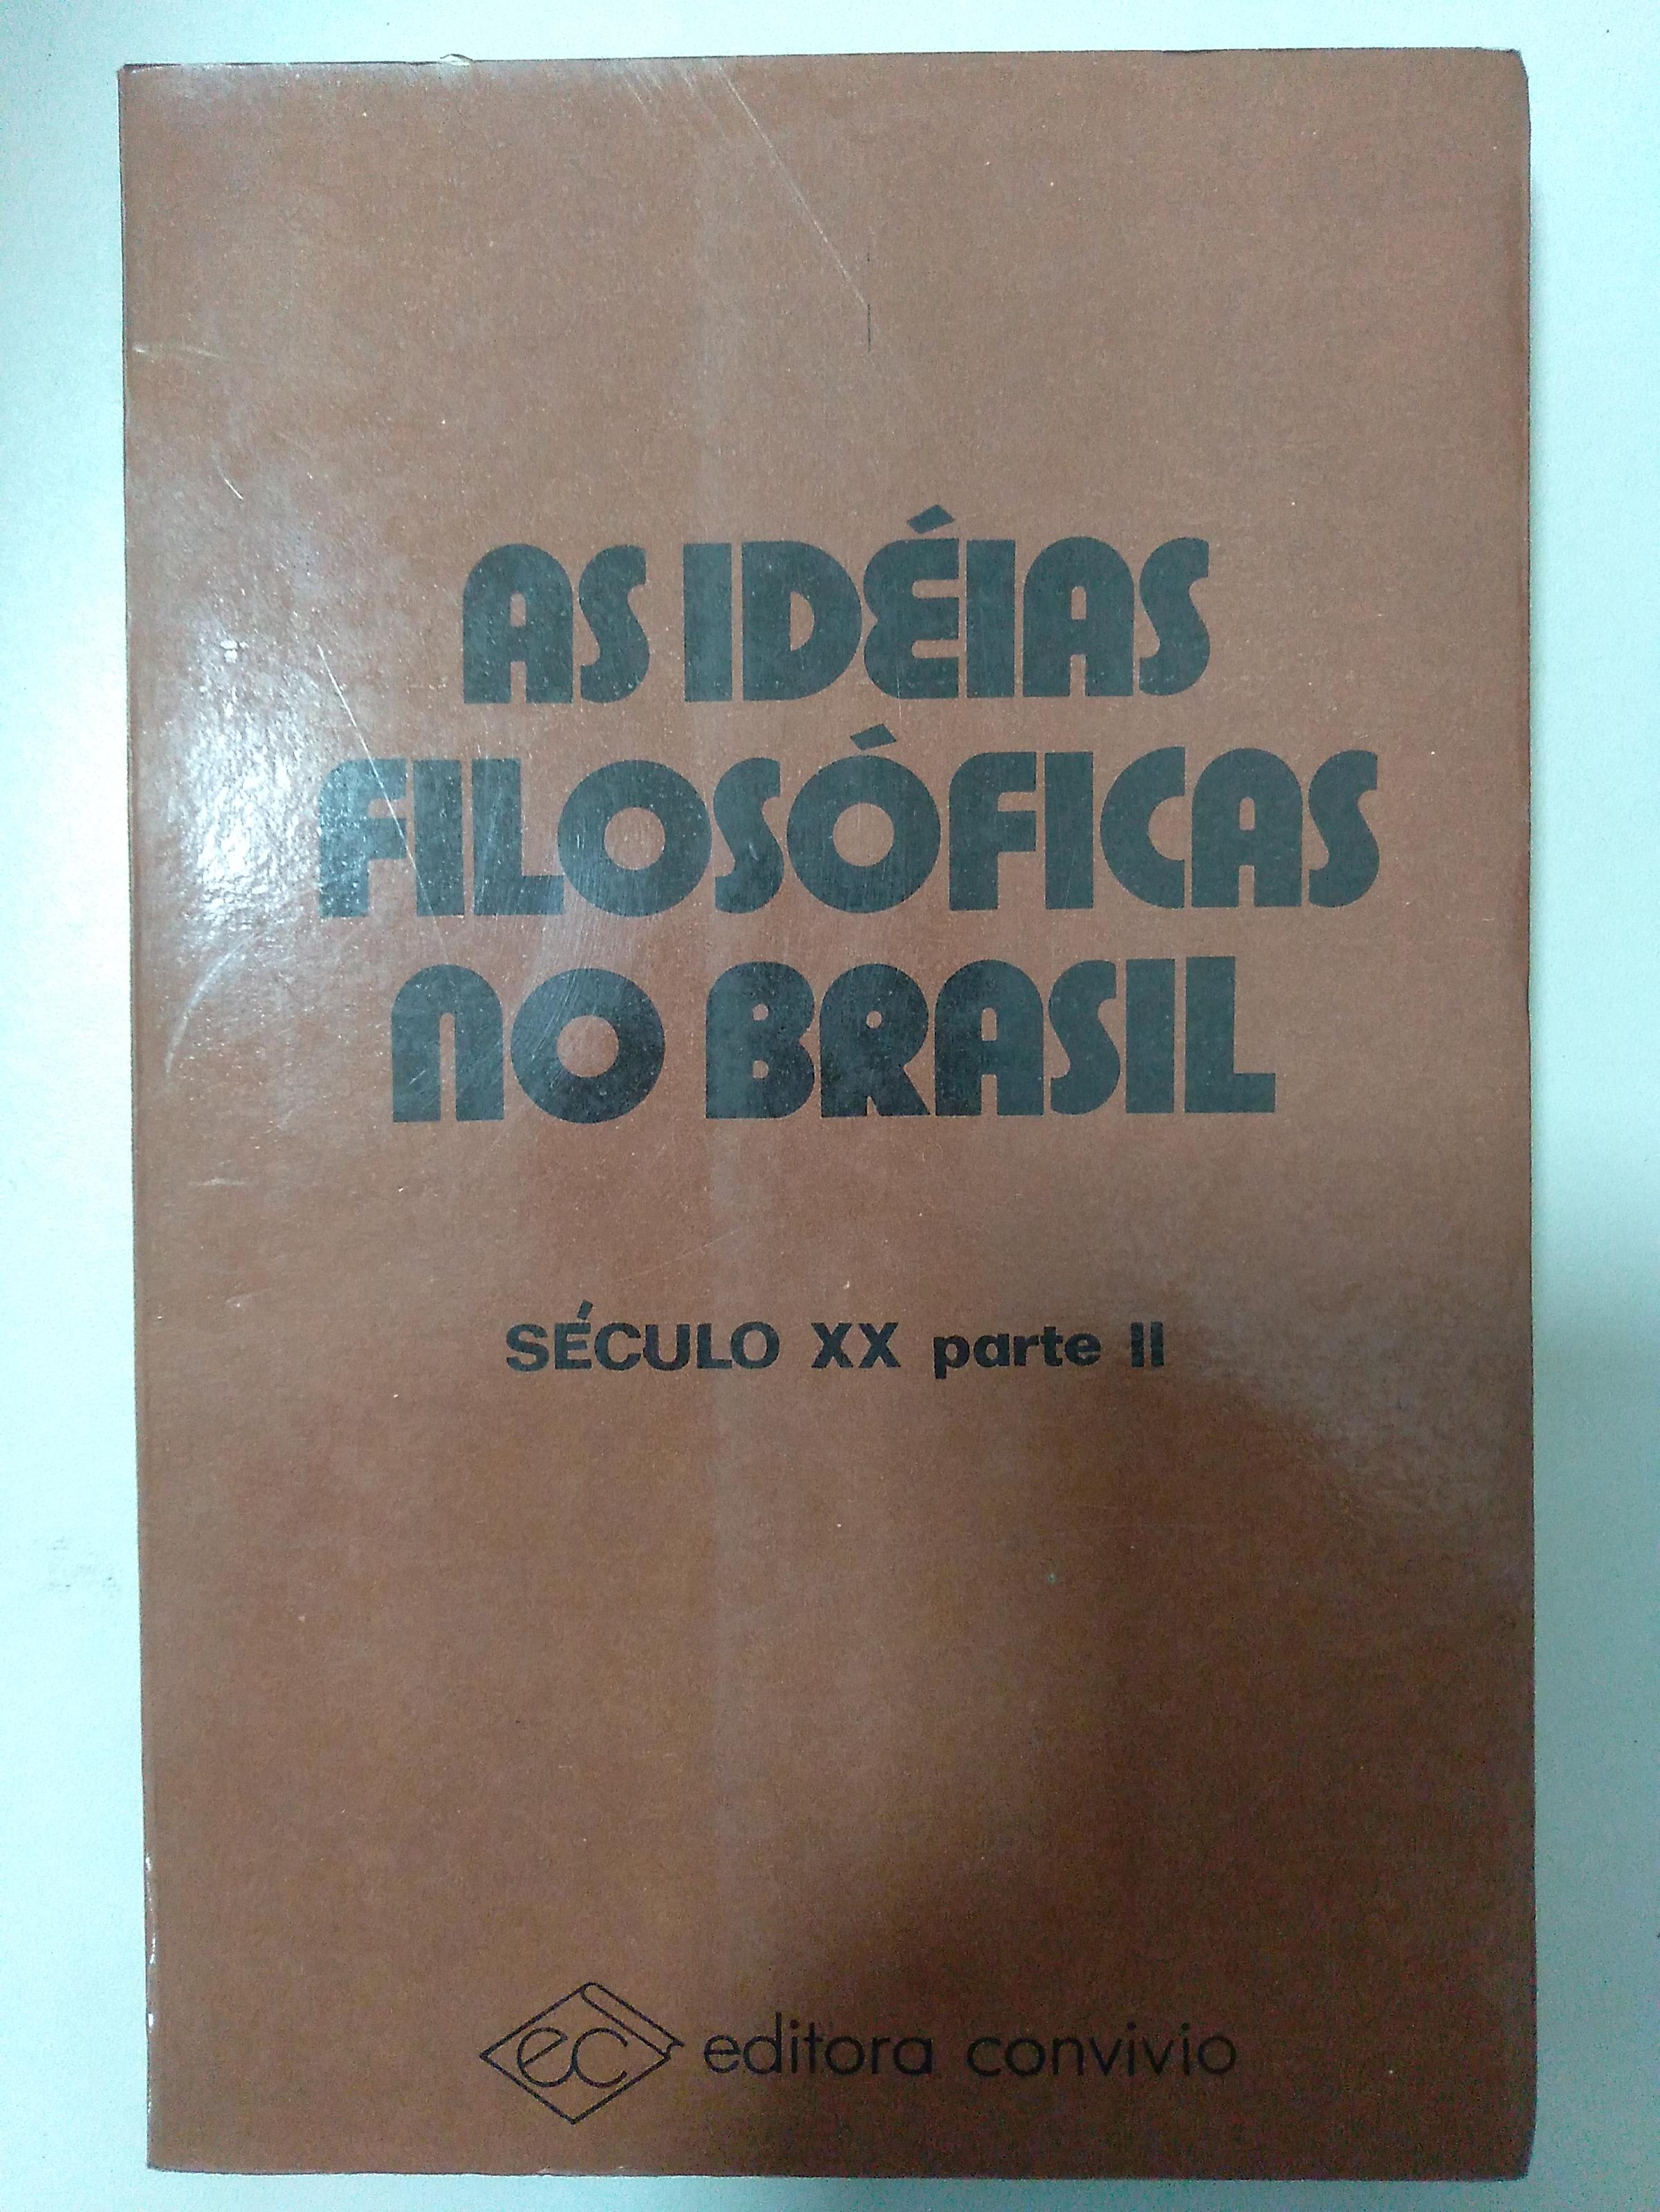 AS IDÉIAS
FILOSÓFICAS
NO BRASIL
SÉCULO XX parte II
ec editora convivio